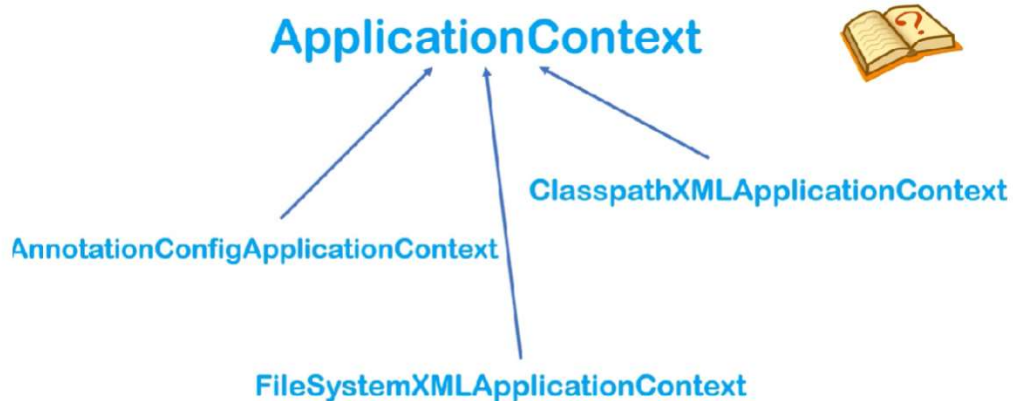 ApplicationContext
?
ClasspathXMLApplicationContext
AnnotationConfigApplicationContext
FileSystemXMLApplicationContext